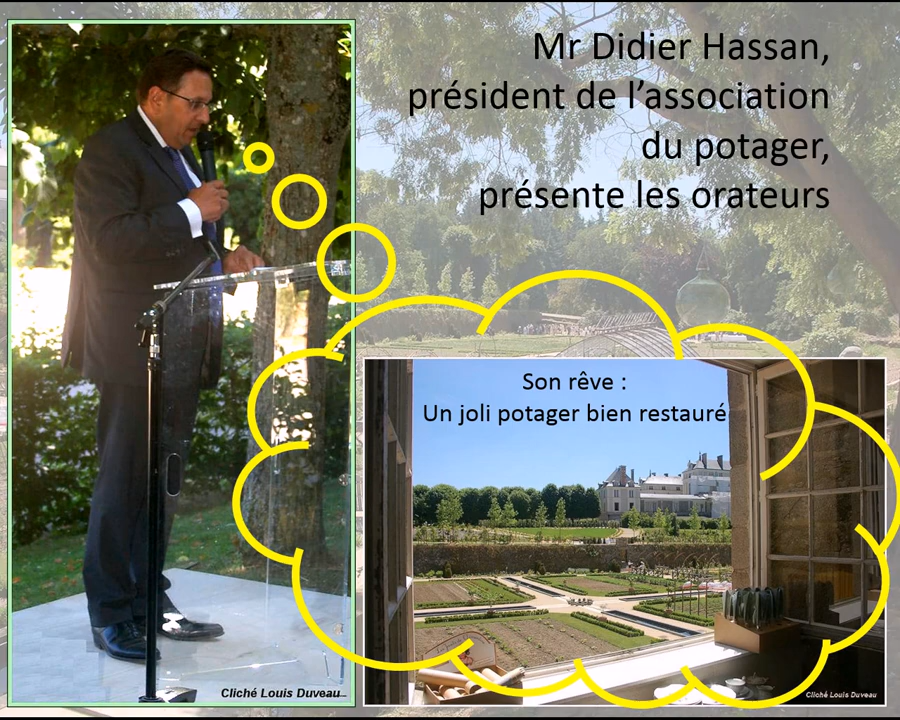 Mr Didier Hassan,
président de l’association
du potager,
présente les orateurs
Son rêve :
Un joli potager bien restauré
Cliché Louis Duveau
Cliché Louis Duveau